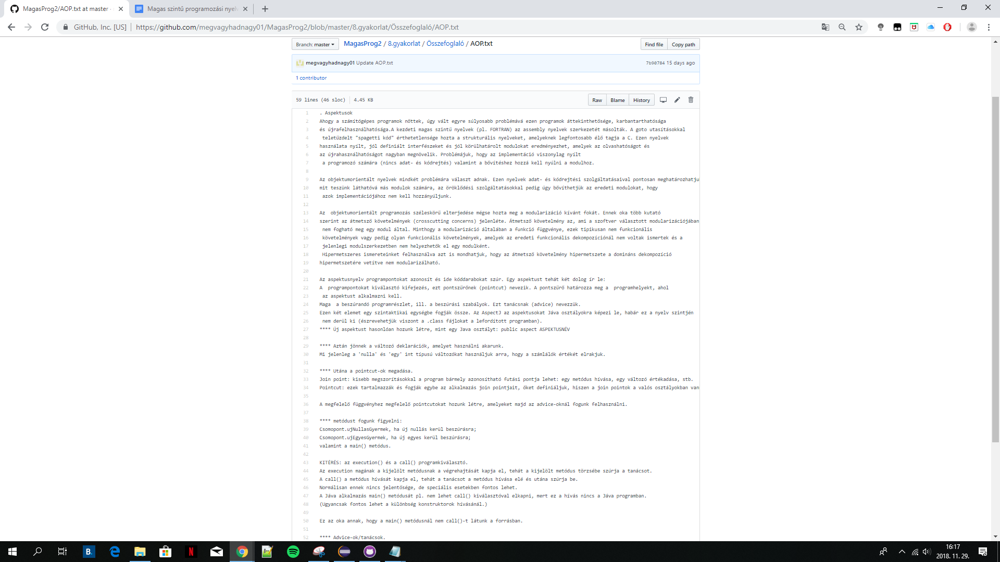 MagasProg2/AOP.txt at master
Magas szintű programozási nyel
GitHub, Inc. [US]
https://github.com/megvagyhadnagy01/MagasProg2/blob/master/8.gyakorlat/Összefoglaló/AOP.txt
Branch: master
MagasProg2 / 8.gyakorlat / Összefoglaló / AOP.txt
Find file
Copy path
megvagyhadnagy01 Update AOP.txt
7b90784 15 days ago
1 contributor
59 lines (46 sloc)
4.45 KB
Raw
Blame
History
1 . Aspektusok
2 Ahogy a számítógépes programok nőttek, úgy vált egyre súlyosabb problémává ezen programok áttekinthetősége, karbantarthatósága
3 és újrafelhasználhatósága.A kezdeti magas szintű nyelvek (pl. FORTRAN) az assembly nyelvek szerkezetét másolták. A goto utasításokkal
4 teletűzdelt "spagetti kód" érthetetlensége hozta a strukturális nyelveket, amelyeknek legfontosabb élő tagja a C. Ezen nyelvek
5 használata nyílt, jól definiált interfészeket és jól körülhatárolt modulokat eredményezhet, amelyek az olvashatóságot és
6 az újrahasználhatóságot nagyban megnövelik. Problémájuk, hogy az implementáció viszonylag nyílt
7 a programozó számára (nincs adat- és kódrejtés) valamint a bővítéshez hozzá kell nyúlni a modulhoz.
8
9 Az objektumorientált nyelvek mindkét problémára választ adnak. Ezen nyelvek adat- és kódrejtési szolgáltatásaival pontosan meghatározhatju
10 mit teszünk láthatóvá más modulok számára, az öröklődési szolgáltatásokkal pedig úgy bővíthetjük az eredeti modulokat, hogy
11 azok implementációjához nem kell hozzányúljunk.
12
13 Az objektumorientált programozás széleskörű elterjedése mégse hozta meg a modularizáció kívánt fokát. Ennek oka több kutató
14 szerint az átmetsző követelmények (crosscutting concerns) jelenléte. Átmetsző követelmény az, ami a szoftver választott modularizációjában
15 nem fogható meg egy modul által. Minthogy a modularizáció általában a funkció függvénye, ezek tipikusan nem funkcionális
16 követelmények vagy pedig olyan funkcionális követelmények, amelyek az eredeti funkcionális dekompozíciónál nem voltak ismertek és a
17 jelenlegi modulszerkezetben nem helyezhetők el egy modulként.
18 Hipermetszeres ismereteinket felhasználva azt is mondhatjuk, hogy az átmetsző követelmény hipermetszete a domináns dekompozíció
19 hipermetszetére vetítve nem modularizálható.
20
21 Az aspektusnyelv programpontokat azonosít és ide kóddarabokat szúr. Egy aspektust tehát két dolog ír le:
22 A programpontokat kiválasztó kifejezés, ezt pontszűrőnek (pointcut) nevezik. A pontszűrő határozza meg a programhelyekt, ahol
23 az aspektust alkalmazni kell.
24 Maga a beszúrandó programrészlet, ill. a beszúrási szabályok. Ezt tanácsnak (advice) nevezzük.
25 Ezen két elemet egy szintaktikai egységbe fogják össze. Az AspectJ az aspektusokat Jáva osztályokra képezi le, habár ez a nyelv szintjén
26 nem derül ki (észrevehetjük viszont a .class fájlokat a lefordított programban).
27 **** Új aspektust hasonlóan hozunk létre, mint egy Java osztályt: public aspect ASPEKTUSNÉV
28
29 **** Aztán jönnek a változó deklarációk, amelyet használni akarunk.
30 Mi jelenleg a 'nulla' és 'egy' int típusú változókat használjuk arra, hogy a számlálók értékét elrakjuk.
31
32 **** Utána a pointcut-ok megadása.
33 Join point: kisebb megszorításokkal a program bármely azonosítható futási pontja lehet: egy metódus hívása, egy változó értékadása, stb.
34 Pointcut: ezek tartalmazzák és fogják egybe az alkalmazás join pointjait, őket definiáljuk, hiszen a join pointok a valós osztályokban van
35
36 A megfelelő függvényhez megfelelő pointcutokat hozunk létre, amelyeket majd az advice-oknál fogunk felhasználni.
37
38 **** metódust fogunk figyelni:
39 Csomopont.ujNullasGyermek, ha új nullás kerül beszúrásra;
40 Csomopont.ujEgyesGyermek, ha új egyes kerül beszúrásra;
41 valamint a main() metódus.
42
43 KITÉRÉS: az execution() és a call() programkiválasztó.
44 Az execution magának a kijelölt metódusnak a végrehajtását kapja el, tehát a kijelölt metódus törzsébe szúrja a tanácsot.
45 A call() a metódus hívását kapja el, tehát a tanácsot a metódus hívása elé és utána szúrja be.
46 Normálisan ennek nincs jelentősége, de speciális esetekben fontos lehet.
47 A Jáva alkalmazás main() metódusát pl. nem lehet call() kiválasztóval elkapni, mert ez a hívás nincs a Jáva programban.
48 (Ugyancsak fontos lehet a különbség konstruktorok hívásánál.)
49
50 Ez az oka annak, hogy a main() metódusnál nem call()-t látunk a forrásban.
51
52 **** Advice-ok/tanácsok.
B.
N
16:17
2018. 11. 29.